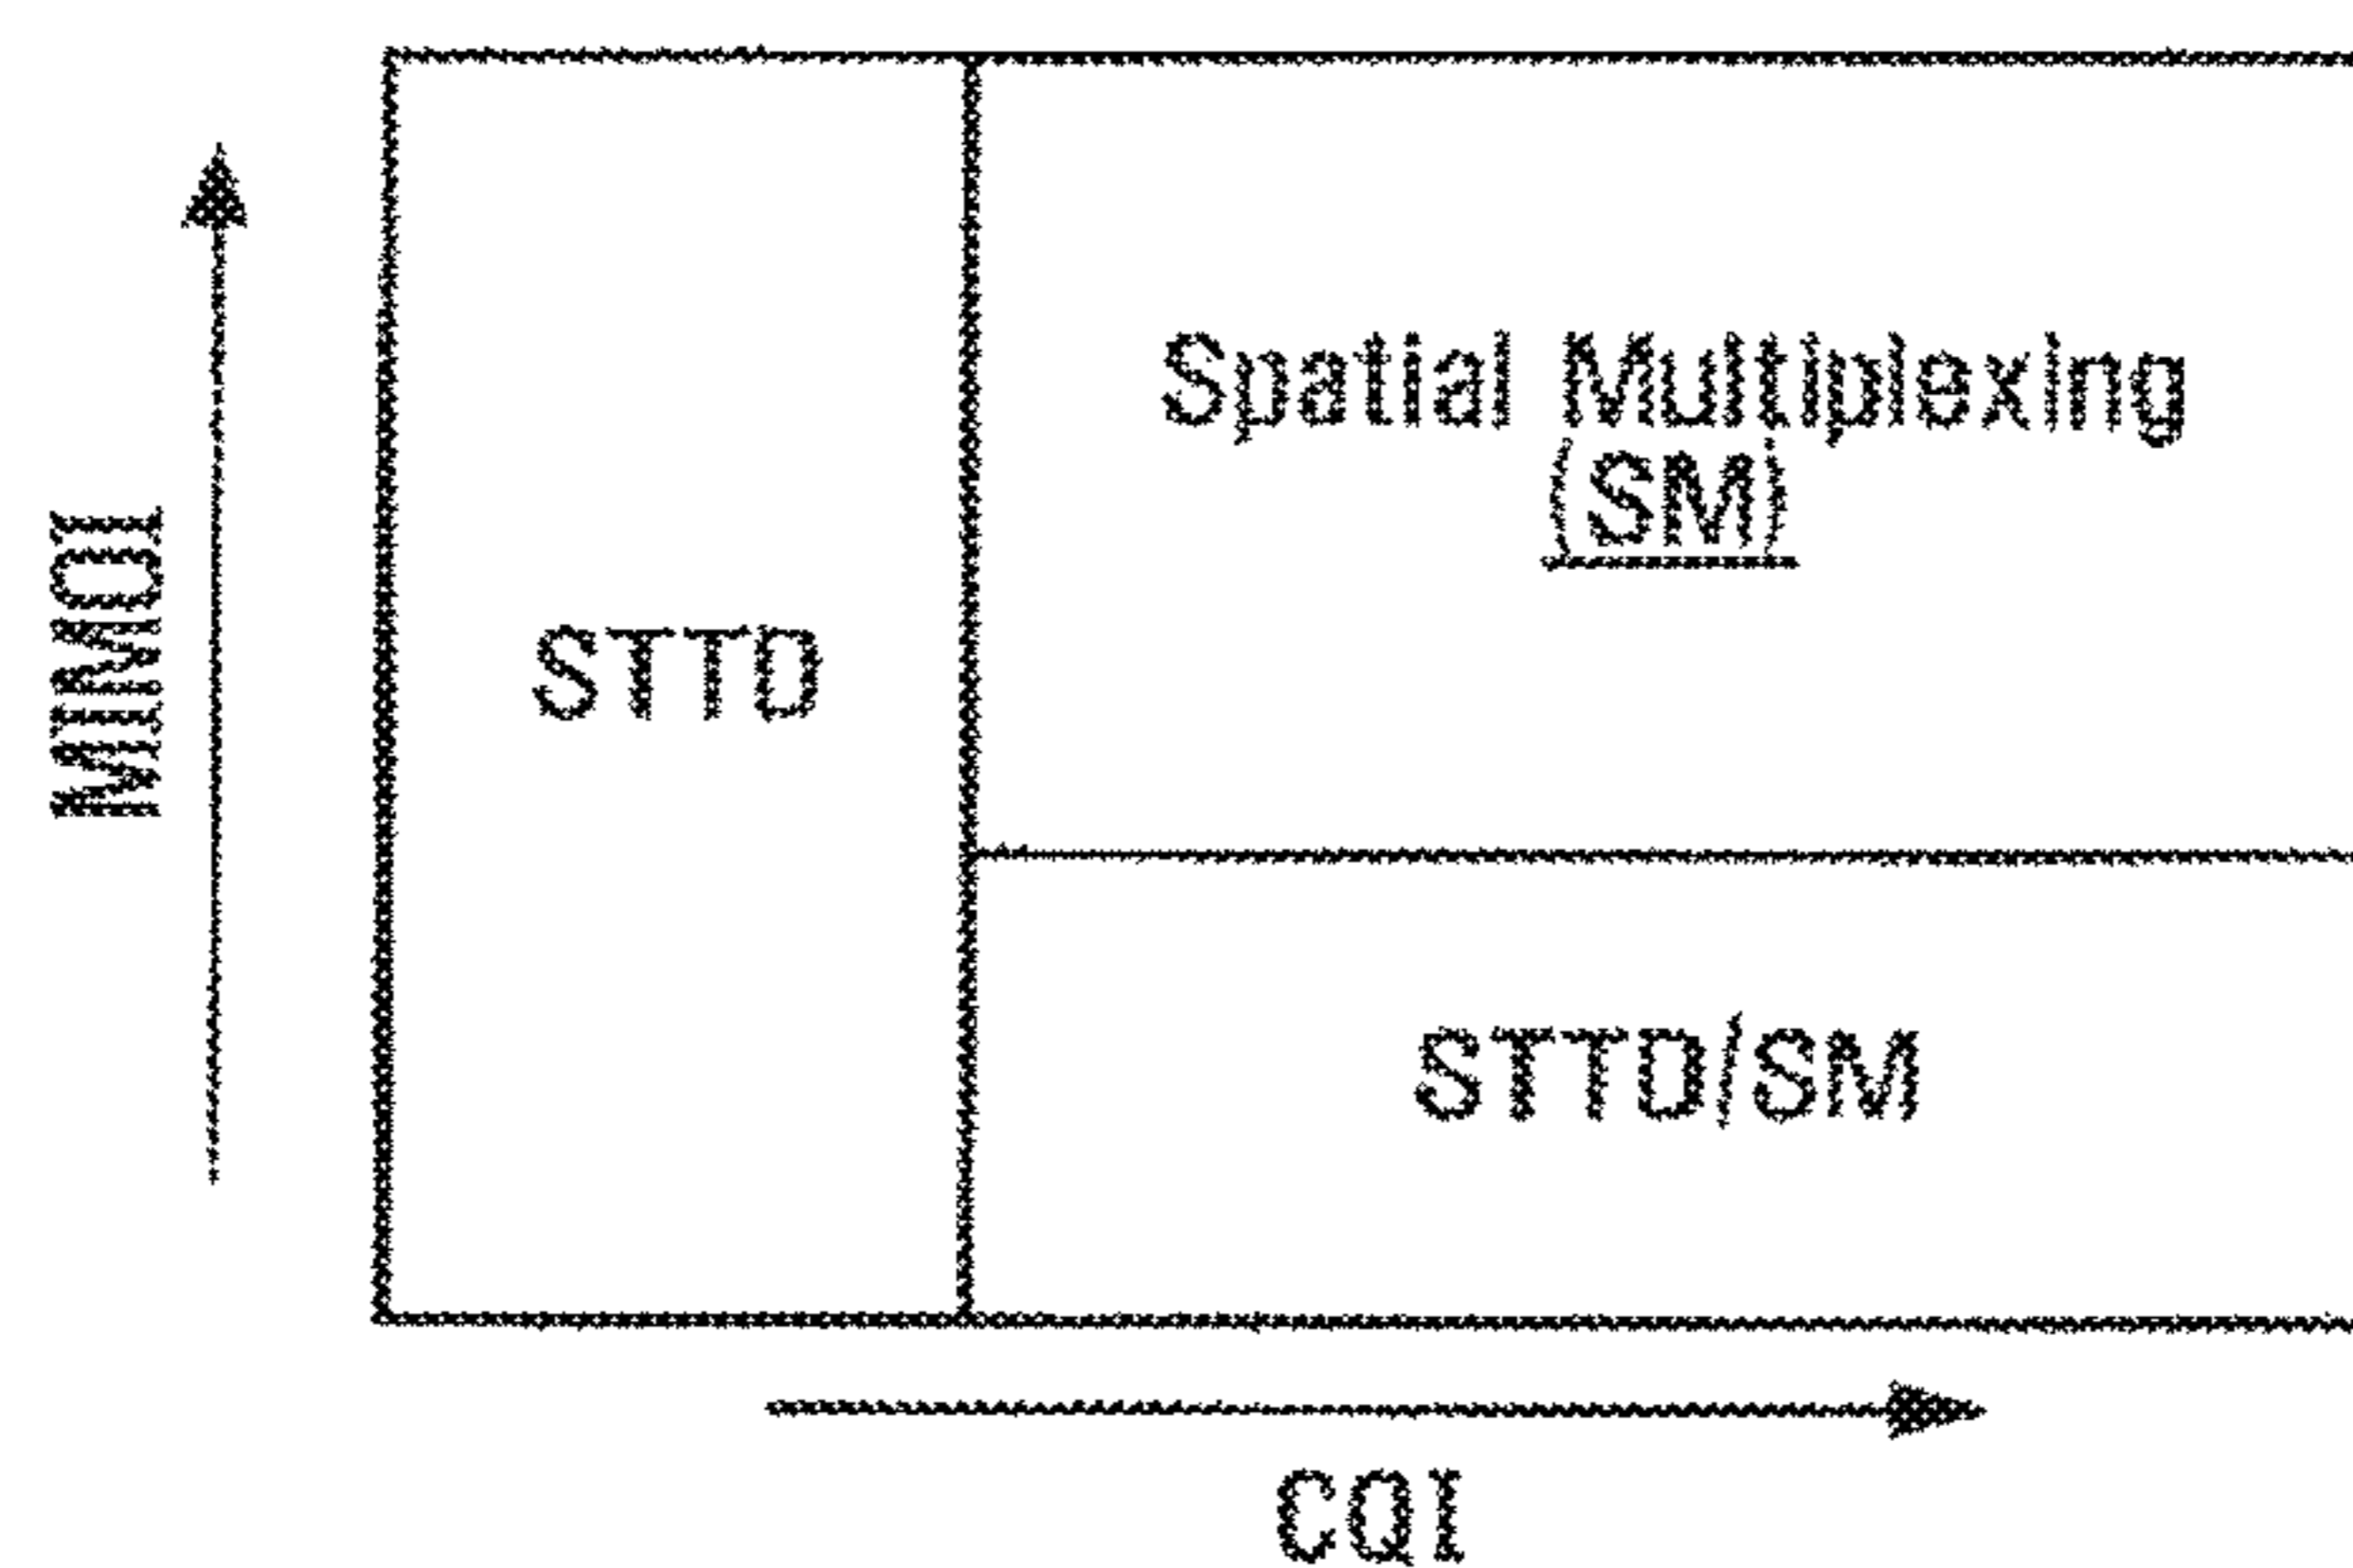 Spatial Multiplexing
(SM)
MIMOI
STTD
STTD/SM
CQI